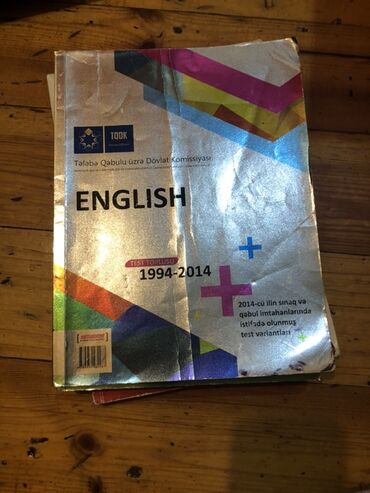 TQDK
Tələbə Qəbulu üzrə Dövlət Komissiyası
ENGLISH
TEST TOPLUSU
1994-2014
2014-cü ilin sınaq və
qəbul imtahanlarında
istifadə olunmuş
test variantları